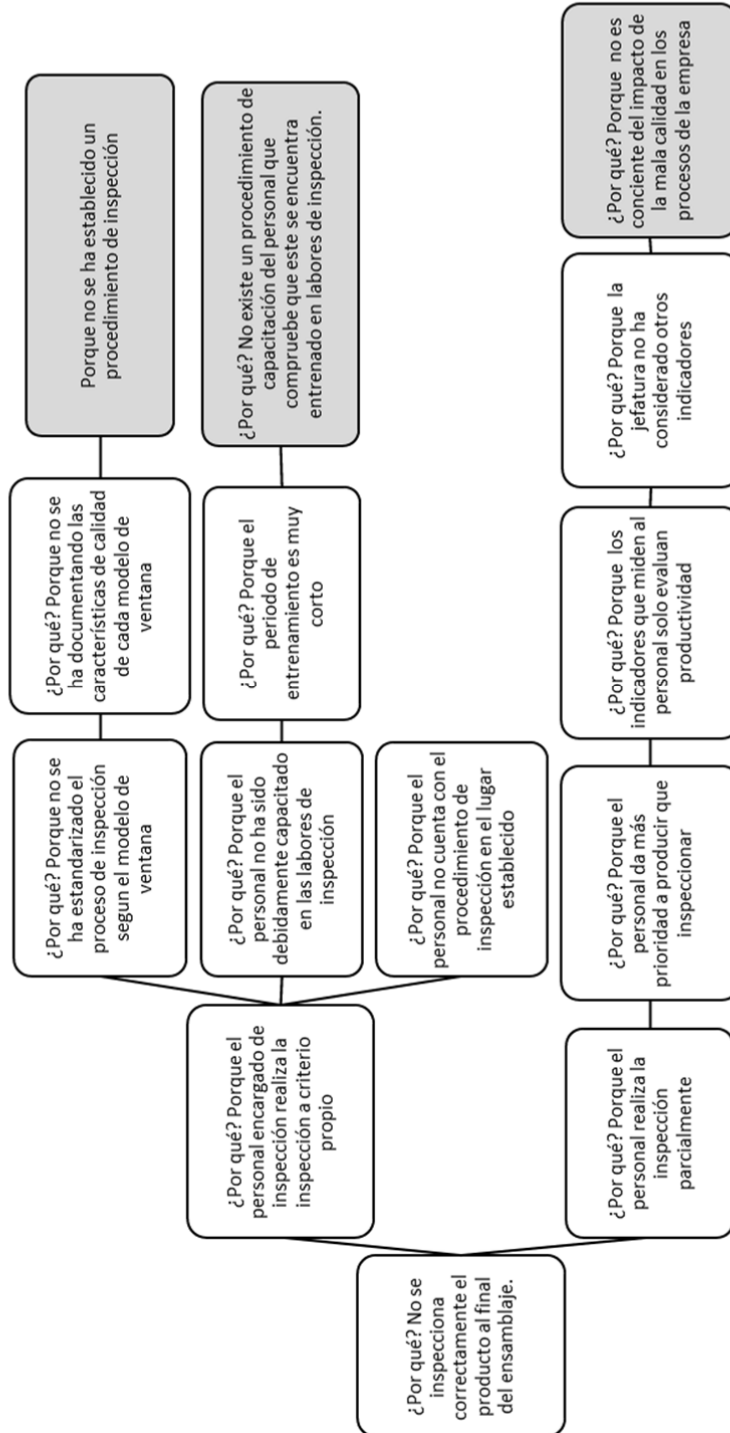 ¿Por qué? No se
inspecciona
correctamente el
producto al final
del ensamblaje.
¿Por qué? Porque el
personal encargado de
inspección realiza la
inspección a criterio
propio
¿Por qué? Porque no se
ha estandarizado el
proceso de inspección
segun el modelo de
ventana
¿Por qué? Porque no se
ha documentando las
características de calidad
de cada modelo de
ventana
Porque no se ha establecido un
procedimiento de inspección
¿Por qué? Porque el
personal no ha sido
debidamente capacitado
en las labores de
inspección
¿Por qué? Porque el
periodo de
entrenamiento es muy
corto
¿Por qué? No existe un procedimiento de
capacitación del personal que
compruebe que este se encuentra
entrenado en labores de inspección.
¿Por qué? Porque el
personal no cuenta con el
procedimiento de
inspección en el lugar
establecido
¿Por qué? Porque el
personal realiza la
inspección
parcialmente
¿Por qué? Porque el
personal da más
prioridad a producir que
inspeccionar
¿Por qué? Porque los
indicadores que miden al
personal solo evaluan
productividad
¿Por qué? Porque la
jefatura no ha
considerado otros
indicadores
¿Por qué? Porque no es
conciente del impacto de
la mala calidad en los
procesos de la empresa